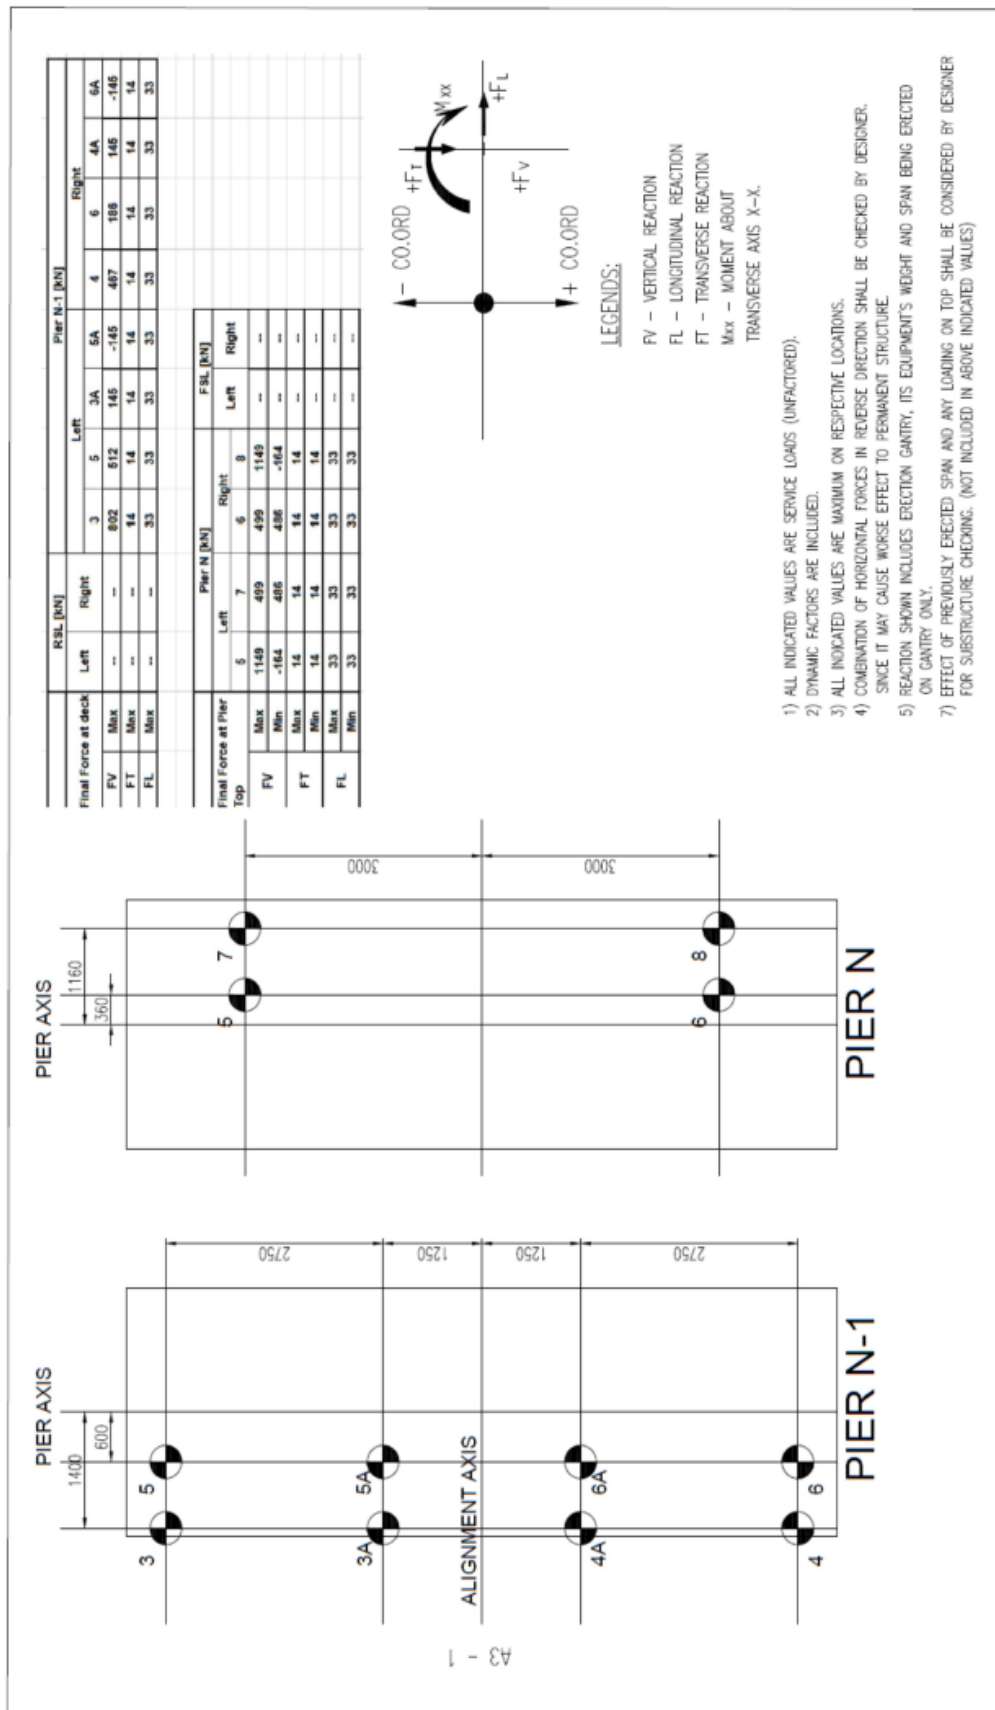 PIER AXIS
1400
600
3
5
2750
3A
5A
1250
ALIGNMENT AXIS
1250
4A
6A
2750
4
6
PIER N-1
PIER AXIS
1160
360
5
7
3000
3000
6
8
PIER N
A3 - 1
RSL [kN] Pier N-1 [kN]
Final Force at deck Left Right Left Right
3 5 3A 5A 4 6 4A 6A
FV Max -- -- 802 512 145 -145 467 186 145 -145
FT Max -- -- 14 14 14 14 14 14 14 14
FL Max -- -- 33 33 33 33 33 33 33 33
Pier N [kN] FSL [kN]
Final Force at Pier Left Right Left Right
Top 5 7 6 8
FV Max 1149 499 499 1149 -- --
Min -164 486 486 -164 -- --
FT Max 14 14 14 14 -- --
Min 14 14 14 14 -- --
FL Max 33 33 33 33 -- --
Min 33 33 33 33 -- --
- CO.ORD
+FT
Mxx
+FL
+FV
+ CO.ORD
LEGENDS:
FV - VERTICAL REACTION
FL - LONGITUDINAL REACTION
FT - TRANSVERSE REACTION
Mxx - MOMENT ABOUT
TRANSVERSE AXIS X-X.
1) ALL INDICATED VALUES ARE SERVICE LOADS (UNFACTORED).
2) DYNAMIC FACTORS ARE INCLUDED.
3) ALL INDICATED VALUES ARE MAXIMUM ON RESPECTIVE LOCATIONS.
4) COMBINATION OF HORIZONTAL FORCES IN REVERSE DIRECTION SHALL BE CHECKED BY DESIGNER.
SINCE IT MAY CAUSE WORSE EFFECT TO PERMANENT STRUCTURE.
5) REACTION SHOWN INCLUDES ERECTION GANTRY, ITS EQUIPMENT'S WEIGHT AND SPAN BEING ERECTED
ON GANTRY ONLY.
7) EFFECT OF PREVIOUSLY ERECTED SPAN AND ANY LOADING ON TOP SHALL BE CONSIDERED BY DESIGNER
FOR SUBSTRUCTURE CHECKING. (NOT INCLUDED IN ABOVE INDICATED VALUES)